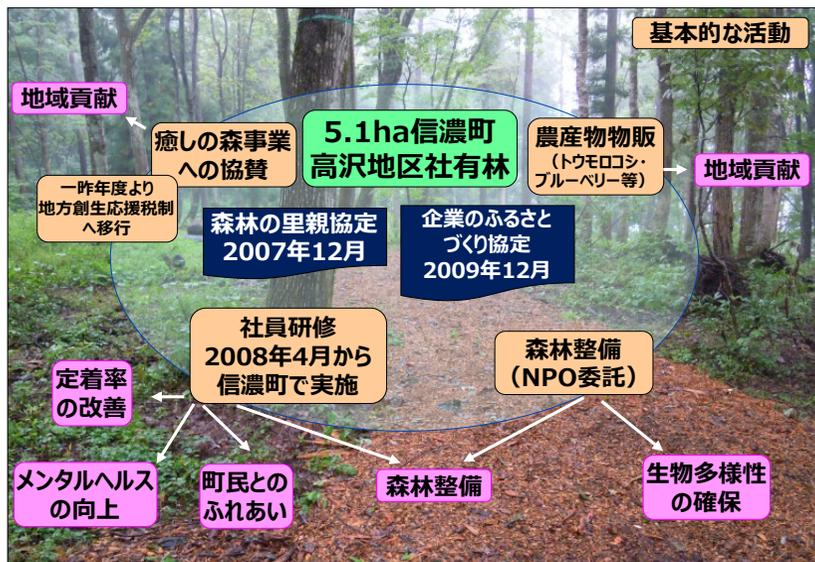 基本的な活動
地域貢献
癒しの森事業
への協賛
5.1ha信濃町
高沢地区社有林
農産物物販
（トウモロコシ・
ブルーベリー等）
地域貢献
一昨年度より
地方創生応援税制
へ移行
森林の里親協定
2007年12月
企業のふるさと
づくり協定
2009年12月
社員研修
2008年4月から
信濃町で実施
森林整備
（NPO委託）
定着率
の改善
メンタルヘルス
の向上
町民との
ふれあい
森林整備
生物多様性
の確保